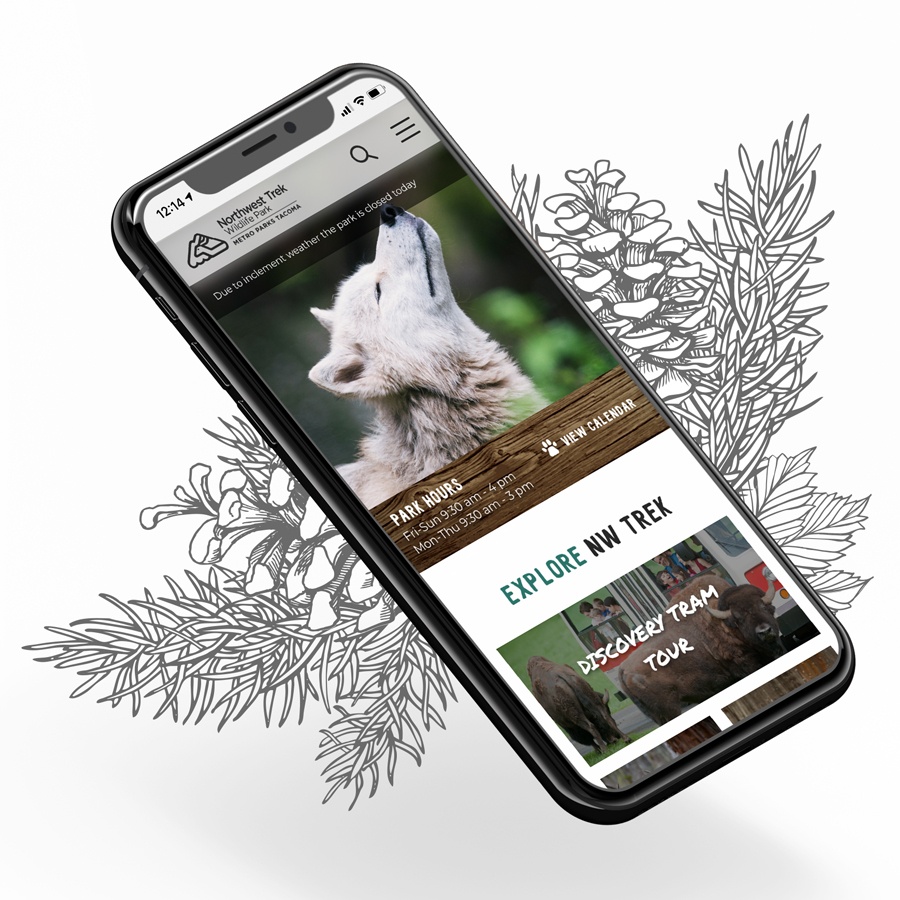 12:14
Northwest Trek
Wildlife Park
METRO PARKS TACOMA
Due to inclement weather the park is closed today
PARK HOURS
Fri-Sun 9:30 am - 4 pm
Mon-Thu 9:30 am - 3 pm
VIEW CALENDAR
EXPLORE NW TREK
DISCOVERY TRAM
TOUR